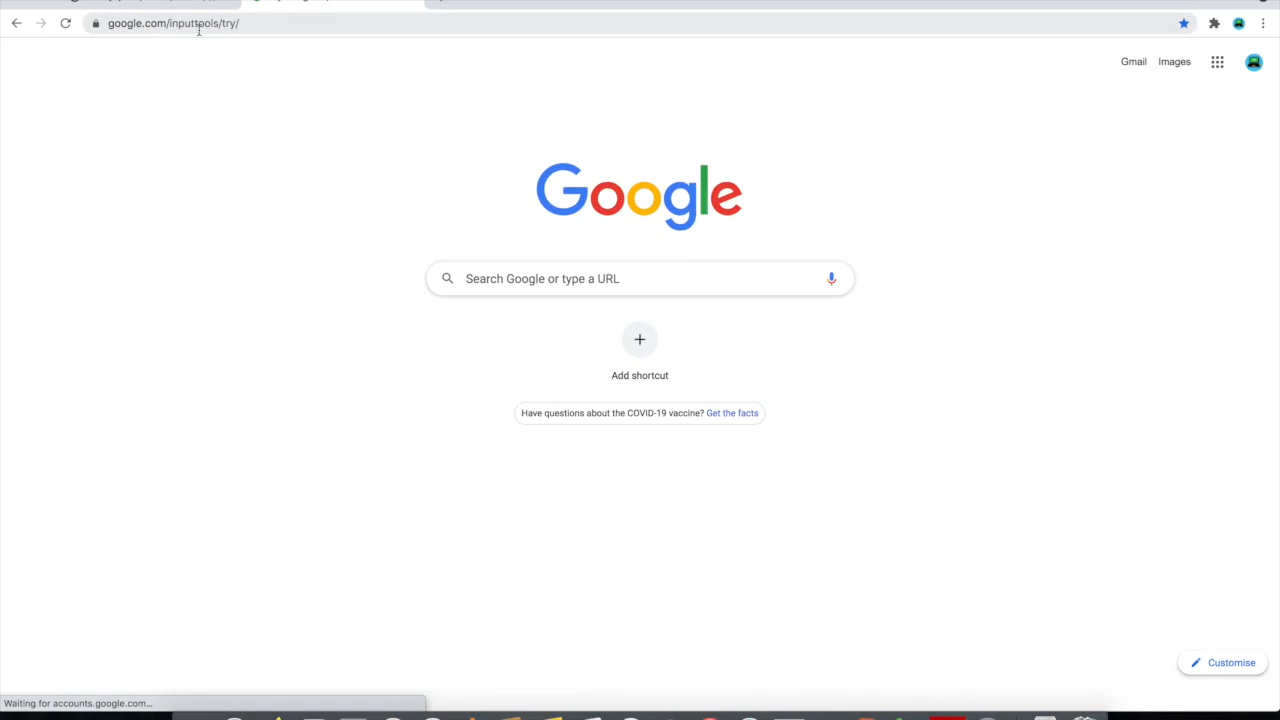 google.com/inputtools/try/
Gmail Images
Google
Search Google or type a URL
Add shortcut
Have questions about the COVID-19 vaccine? Get the facts
Customise
Waiting for accounts.google.com...